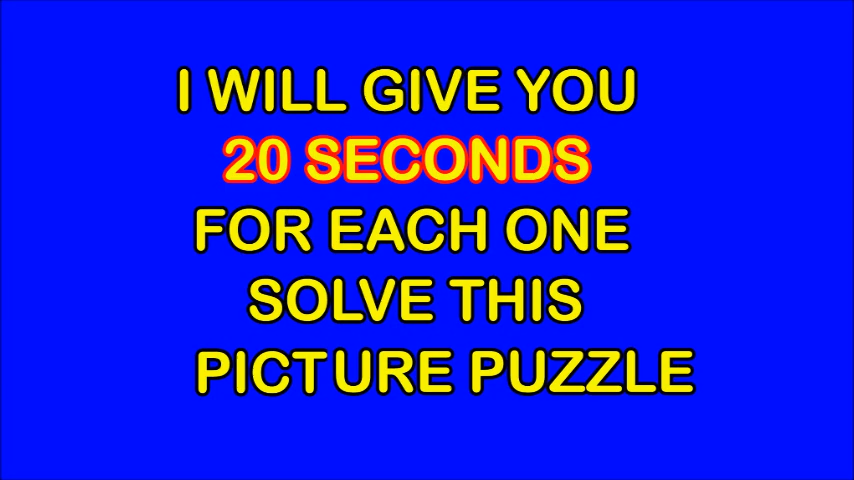 I WILL GIVE YOU
20 SECONDS
FOR EACH ONE
SOLVE THIS
PICTURE PUZZLE